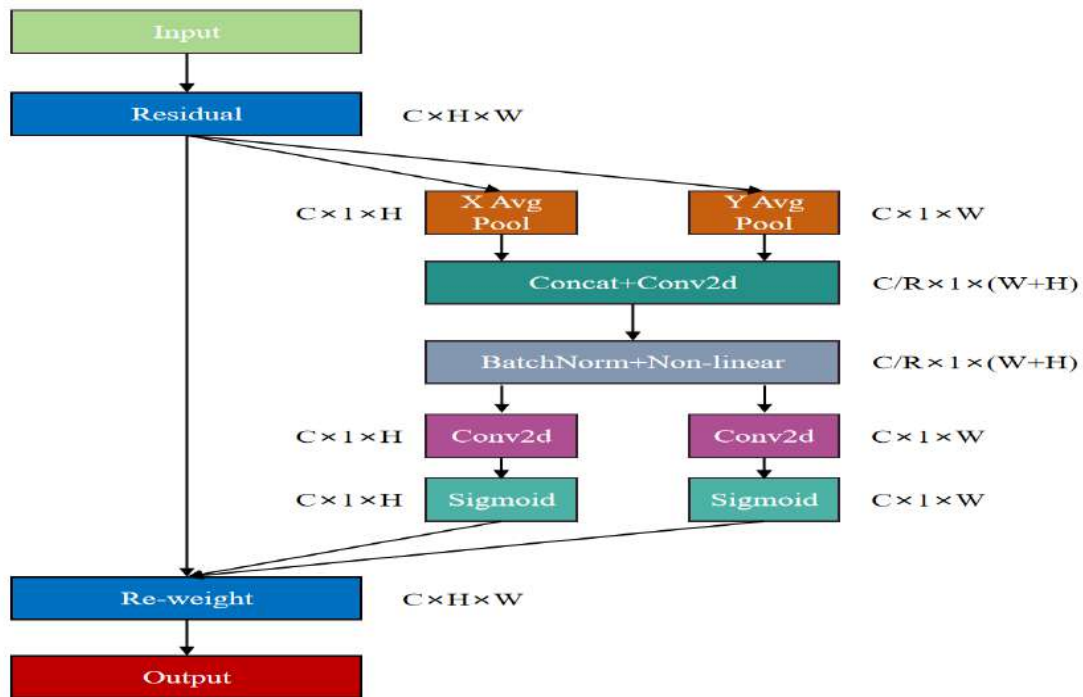 Input
Residual
C×H×W
C×1×H
X Avg
Pool
Y Avg
Pool
C×1×W
Concat+Conv2d
C/R×1×(W+H)
BatchNorm+Non-linear
C/R×1×(W+H)
C×1×H
Conv2d
Conv2d
C×1×W
C×1×H
Sigmoid
Sigmoid
C×1×W
Re-weight
C×H×W
Output